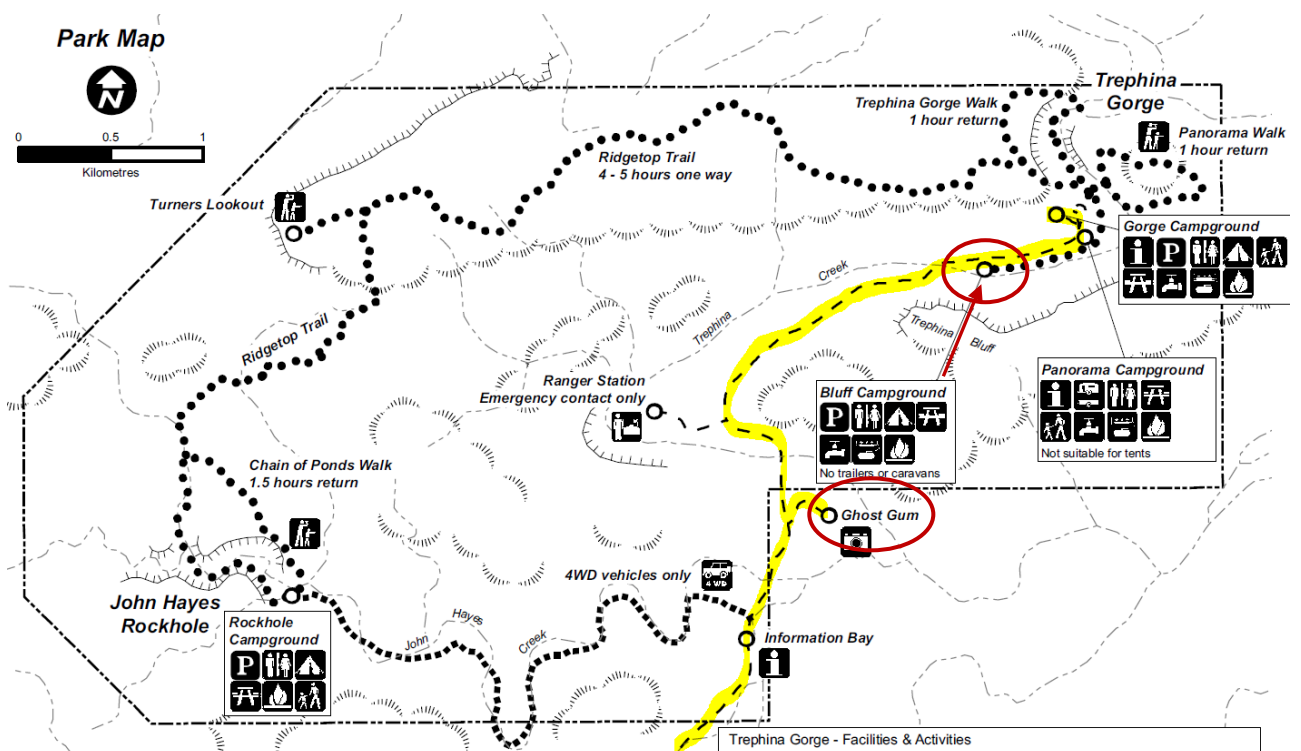 Park Map
N
0 0.5 1
Kilometres
Trephina
Gorge
Trephina Gorge Walk
1 hour return
Panorama Walk
1 hour return
Ridgetop Trail
4 - 5 hours one way
Turners Lookout
Gorge Campground
i P
Creek
Trephina
Trephina
Bluff
Ridgetop Trail
Ranger Station
Emergency contact only
Bluff Campground
P
No trailers or caravans
Panorama Campground
i
Not suitable for tents
Chain of Ponds Walk
1.5 hours return
Ghost Gum
4WD vehicles only
4 WD
John Hayes
Rockhole
Rockhole
Campground
P
John
Hayes
Creek
Information Bay
i
Trephina Gorge - Facilities & Activities